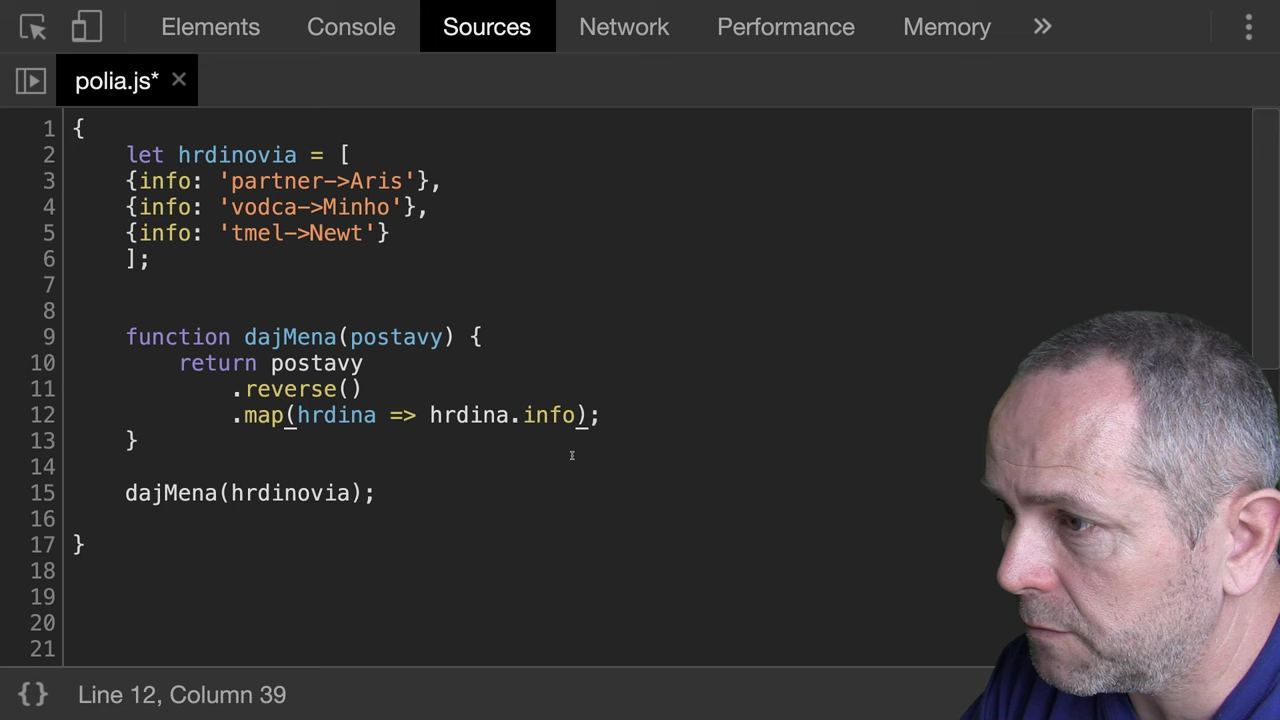 Elements Console Sources Network Performance Memory
polia.js*
1 {
2 let hrdinovia = [
3 {info: 'partner->Aris'},
4 {info: 'vodca->Minho'},
5 {info: 'tmel->Newt'}
6 ];
7
8
9 function dajMena(postavy) {
10 return postavy
11 .reverse()
12 .map(hrdina => hrdina.info);
13 }
14
15 dajMena(hrdinovia);
16
17 }
18
19
20
21
{} Line 12, Column 39